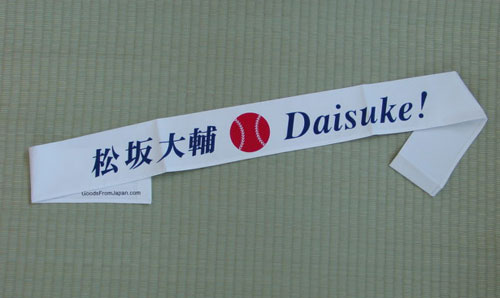 松坂大輔 Daisuke!
GoodsFromJapan.com